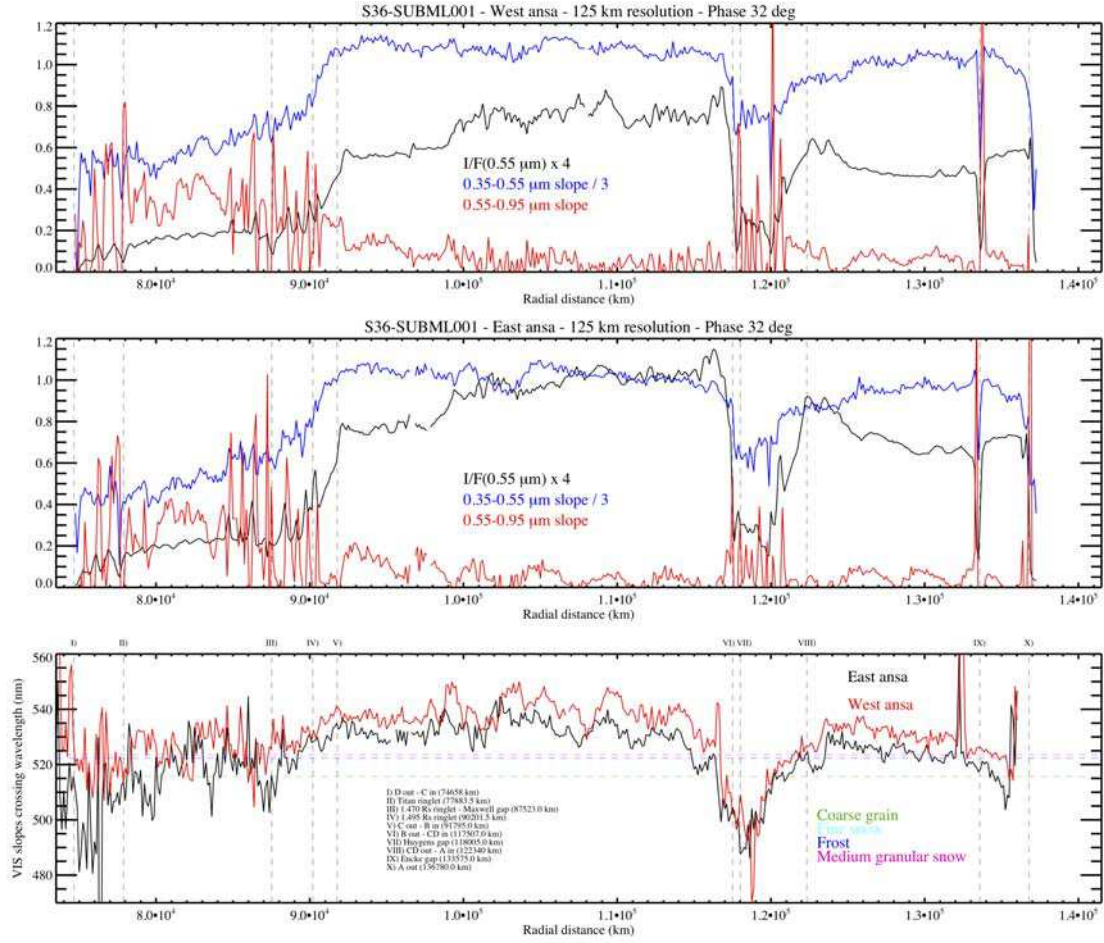 S36-SUBML001 - West ansa - 125 km resolution - Phase 32 deg
1.2
1.0
0.8
0.6
0.4
0.2
0.0
I/F(0.55 μm) x 4
0.35-0.55 μm slope / 3
0.55-0.95 μm slope
8.0•10⁴ 9.0•10⁴ 1.0•10⁵ 1.1•10⁵ 1.2•10⁵ 1.3•10⁵ 1.4•10⁵
Radial distance (km)
S36-SUBML001 - East ansa - 125 km resolution - Phase 32 deg
1.2
1.0
0.8
0.6
0.4
0.2
0.0
I/F(0.55 μm) x 4
0.35-0.55 μm slope / 3
0.55-0.95 μm slope
8.0•10⁴ 9.0•10⁴ 1.0•10⁵ 1.1•10⁵ 1.2•10⁵ 1.3•10⁵ 1.4•10⁵
Radial distance (km)
I) II) III) IV) V) VI) VII) VIII) IX) X)
VIS slopes crossing wavelength (nm)
560
540
520
500
480
East ansa
West ansa
I) D out - C in (74658 km)
II) Titan ringlet (77883.5 km)
III) 1.470 Rs ringlet - Maxwell gap (87523.0 km)
IV) 1.495 Rs ringlet (90201.5 km)
V) C out - B in (91795.0 km)
VI) B out - CD in (117507.0 km)
VII) Huygens gap (118005.0 km)
VIII) CD out - A in (122340 km)
IX) Encke gap (133575.0 km)
X) A out (136780.0 km)
Coarse grain
Fine snow
Frost
Medium granular snow
8.0•10⁴ 9.0•10⁴ 1.0•10⁵ 1.1•10⁵ 1.2•10⁵ 1.3•10⁵ 1.4•10⁵
Radial distance (km)